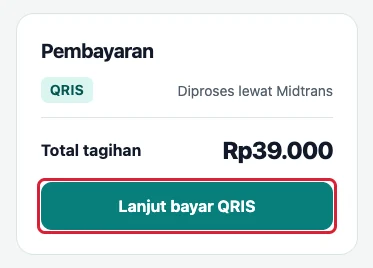 Pembayaran
QRIS Diproses lewat Midtrans
Total tagihan Rp39.000
Lanjut bayar QRIS